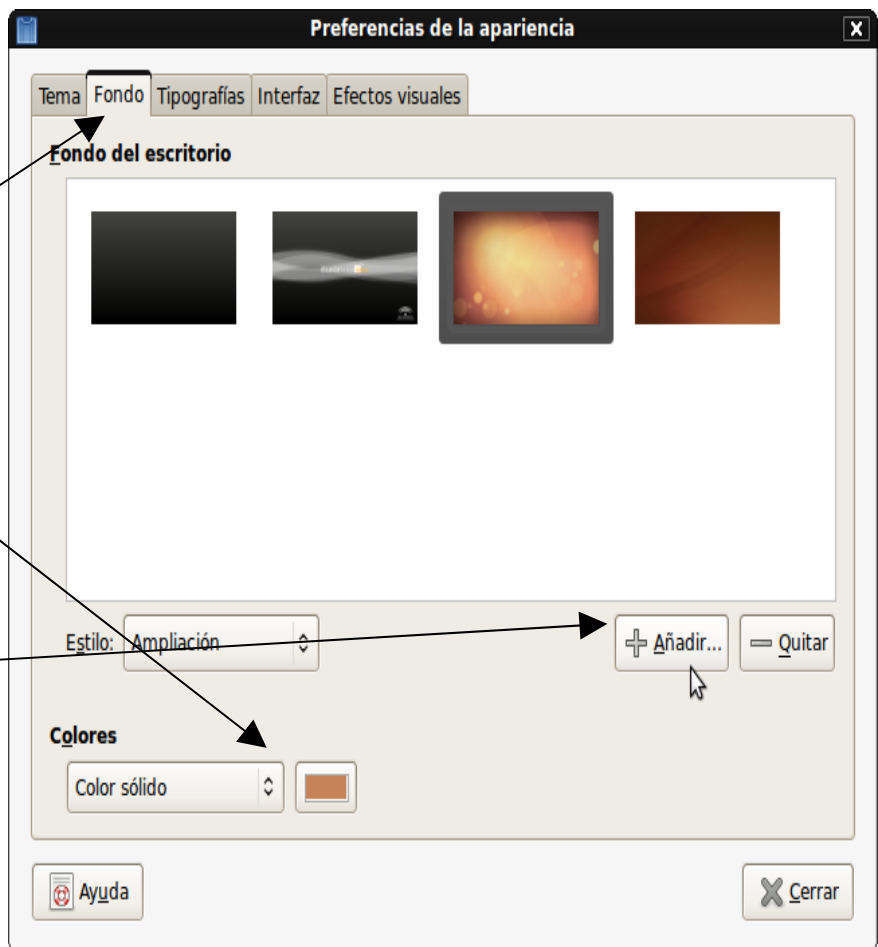 Preferencias de la apariencia
Tema Fondo Tipografías Interfaz Efectos visuales
Fondo del escritorio
Estilo: Ampliación Añadir... Quitar
Colores
Color sólido
Ayuda Cerrar